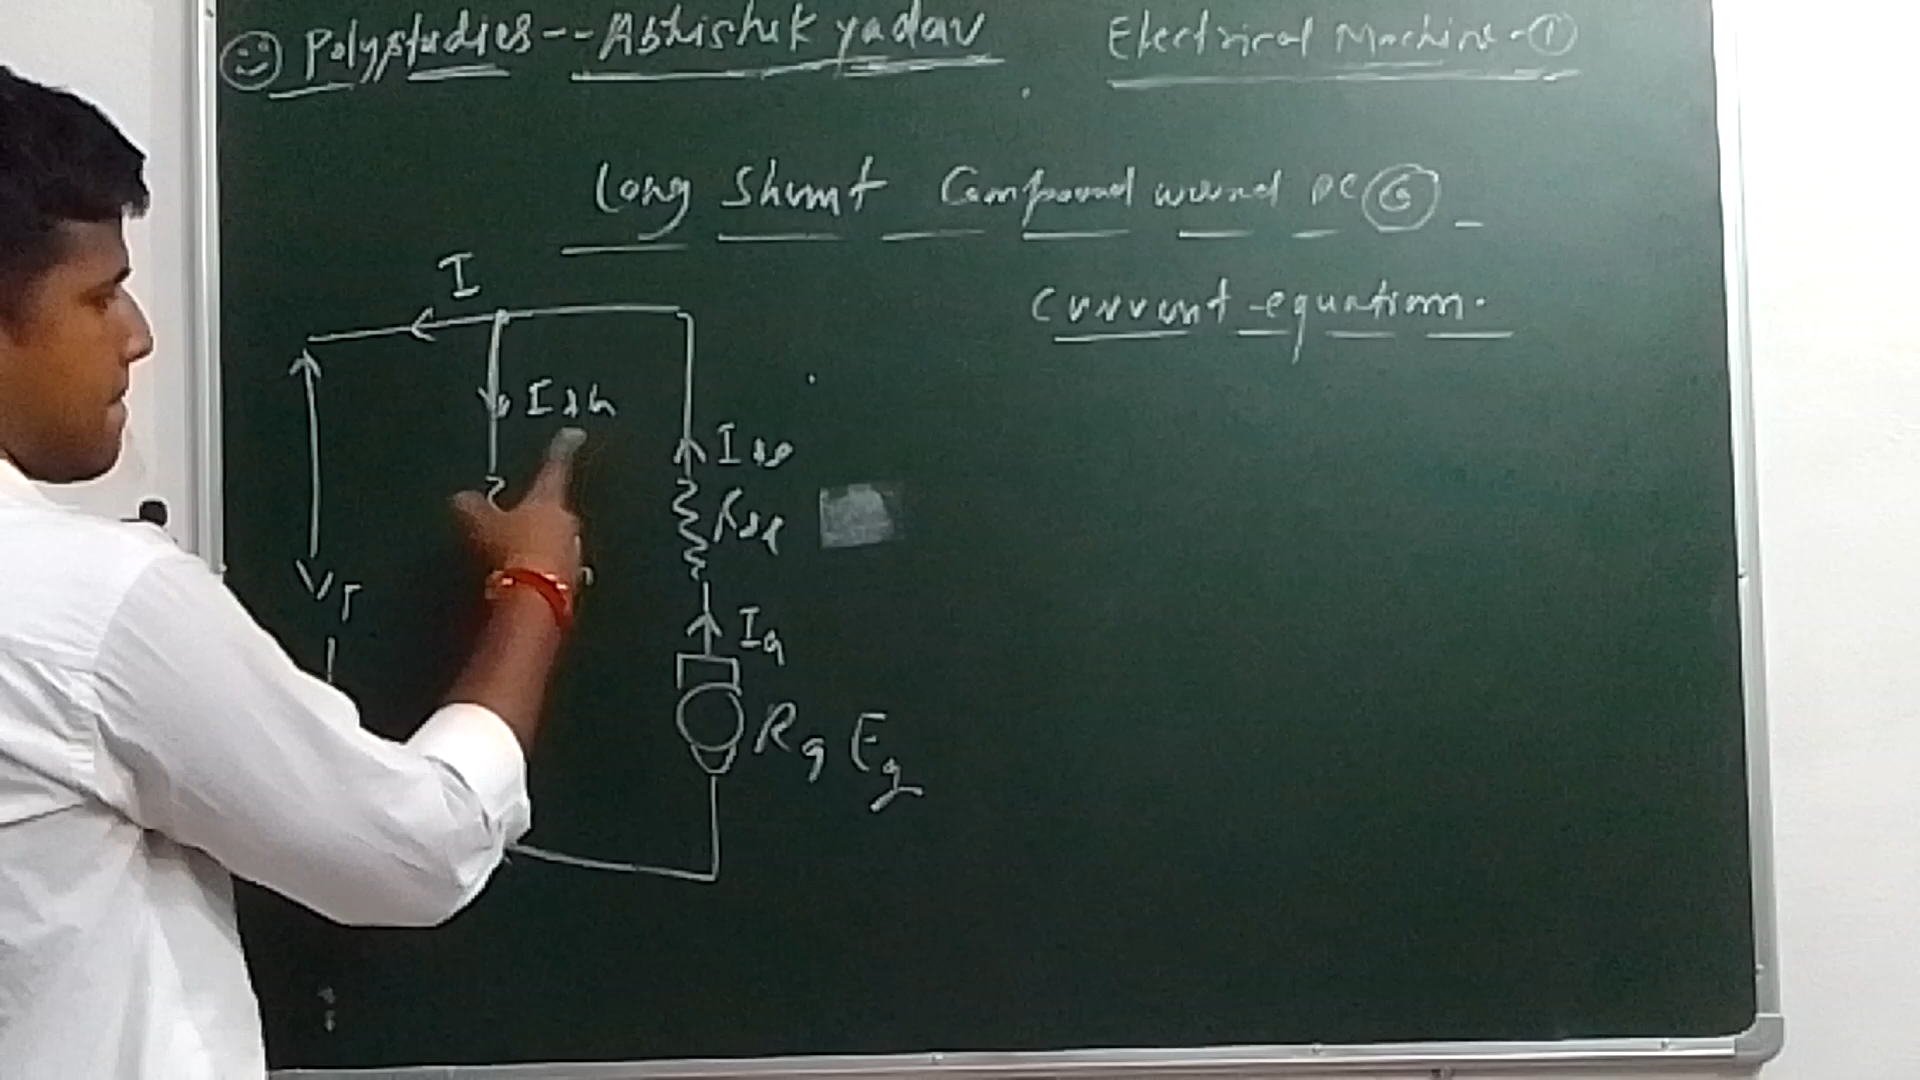 Polystudies -- Abhishek yadav
Electrical Machine - 1
Long Shunt Compound wound DC G
Current equation.
I
Ish
Ise
Rse
VT
Ia
Ra Eg